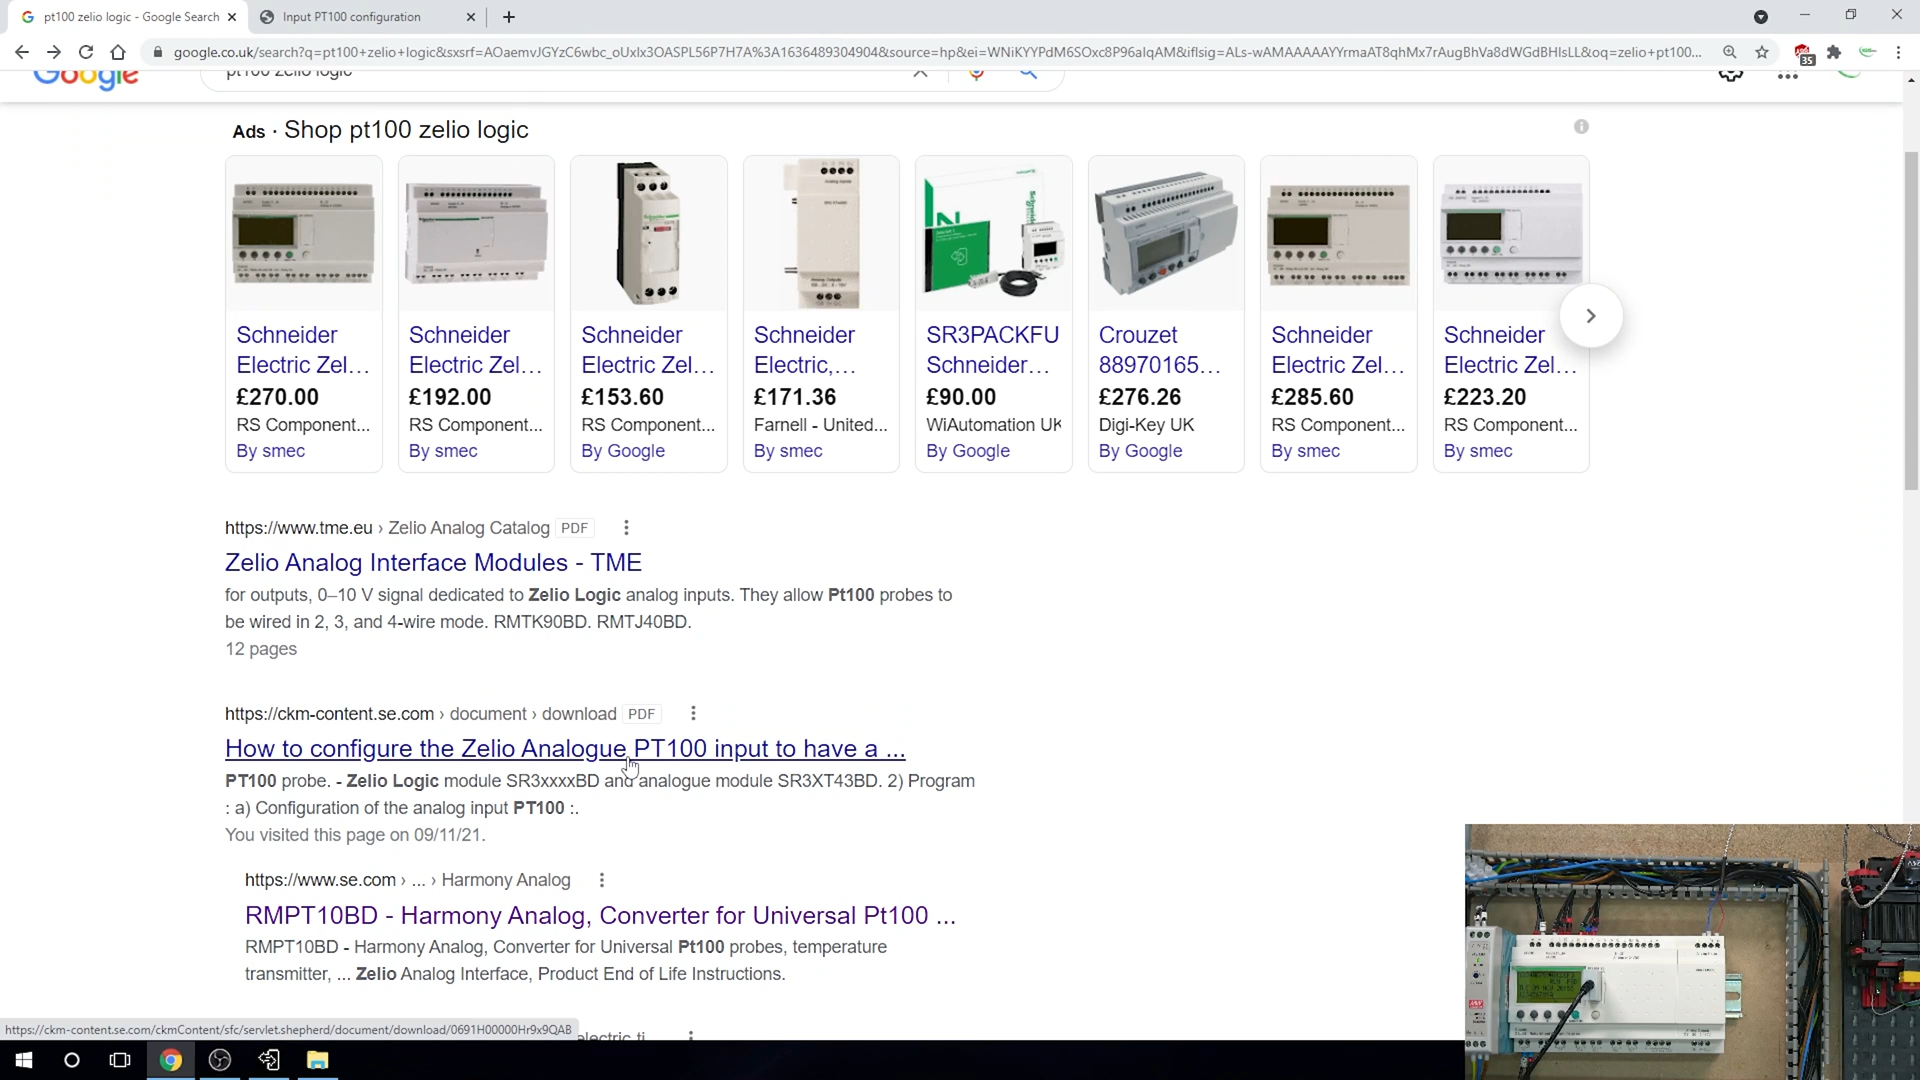 pt100 zelio logic - Google Search
Input PT100 configuration
google.co.uk/search?q=pt100+zelio+logic&sxsrf=AOaemvJGYzC6wbc_oUxlx3OASPL56P7H7A%3A1636489304904&source=hp&ei=WNiKYYPdM6SOxc8P96alqAM&iflsig=ALs-wAMAAAAAYYrmaAT8qhMx7rAugBhVa8dWGdBHlsLL&oq=zelio+pt100...
35
Google
pt100 zelio logic
Ads · Shop pt100 zelio logic
Schneider
Electric Zel...
£270.00
RS Component...
By smec
Schneider
Electric Zel...
£192.00
RS Component...
By smec
Schneider
Electric Zel...
£153.60
RS Component...
By Google
Schneider
Electric,...
£171.36
Farnell - United...
By smec
SR3PACKFU
Schneider...
£90.00
WiAutomation UK
By Google
Crouzet
88970165...
£276.26
Digi-Key UK
By Google
Schneider
Electric Zel...
£285.60
RS Component...
By smec
Schneider
Electric Zel...
£223.20
RS Component...
By smec
https://www.tme.eu › Zelio Analog Catalog PDF
Zelio Analog Interface Modules - TME
for outputs, 0–10 V signal dedicated to Zelio Logic analog inputs. They allow Pt100 probes to
be wired in 2, 3, and 4-wire mode. RMTK90BD. RMTJ40BD.
12 pages
https://ckm-content.se.com › document › download PDF
How to configure the Zelio Analogue PT100 input to have a ...
PT100 probe. - Zelio Logic module SR3xxxxBD and analogue module SR3XT43BD. 2) Program
: a) Configuration of the analog input PT100 :.
You visited this page on 09/11/21.
https://www.se.com › ... › Harmony Analog
RMPT10BD - Harmony Analog, Converter for Universal Pt100 ...
RMPT10BD - Harmony Analog, Converter for Universal Pt100 probes, temperature
transmitter, ... Zelio Analog Interface, Product End of Life Instructions.
https://ckm-content.se.com/ckmContent/sfc/servlet.shepherd/document/download/0691H00000Hr9x9QAB